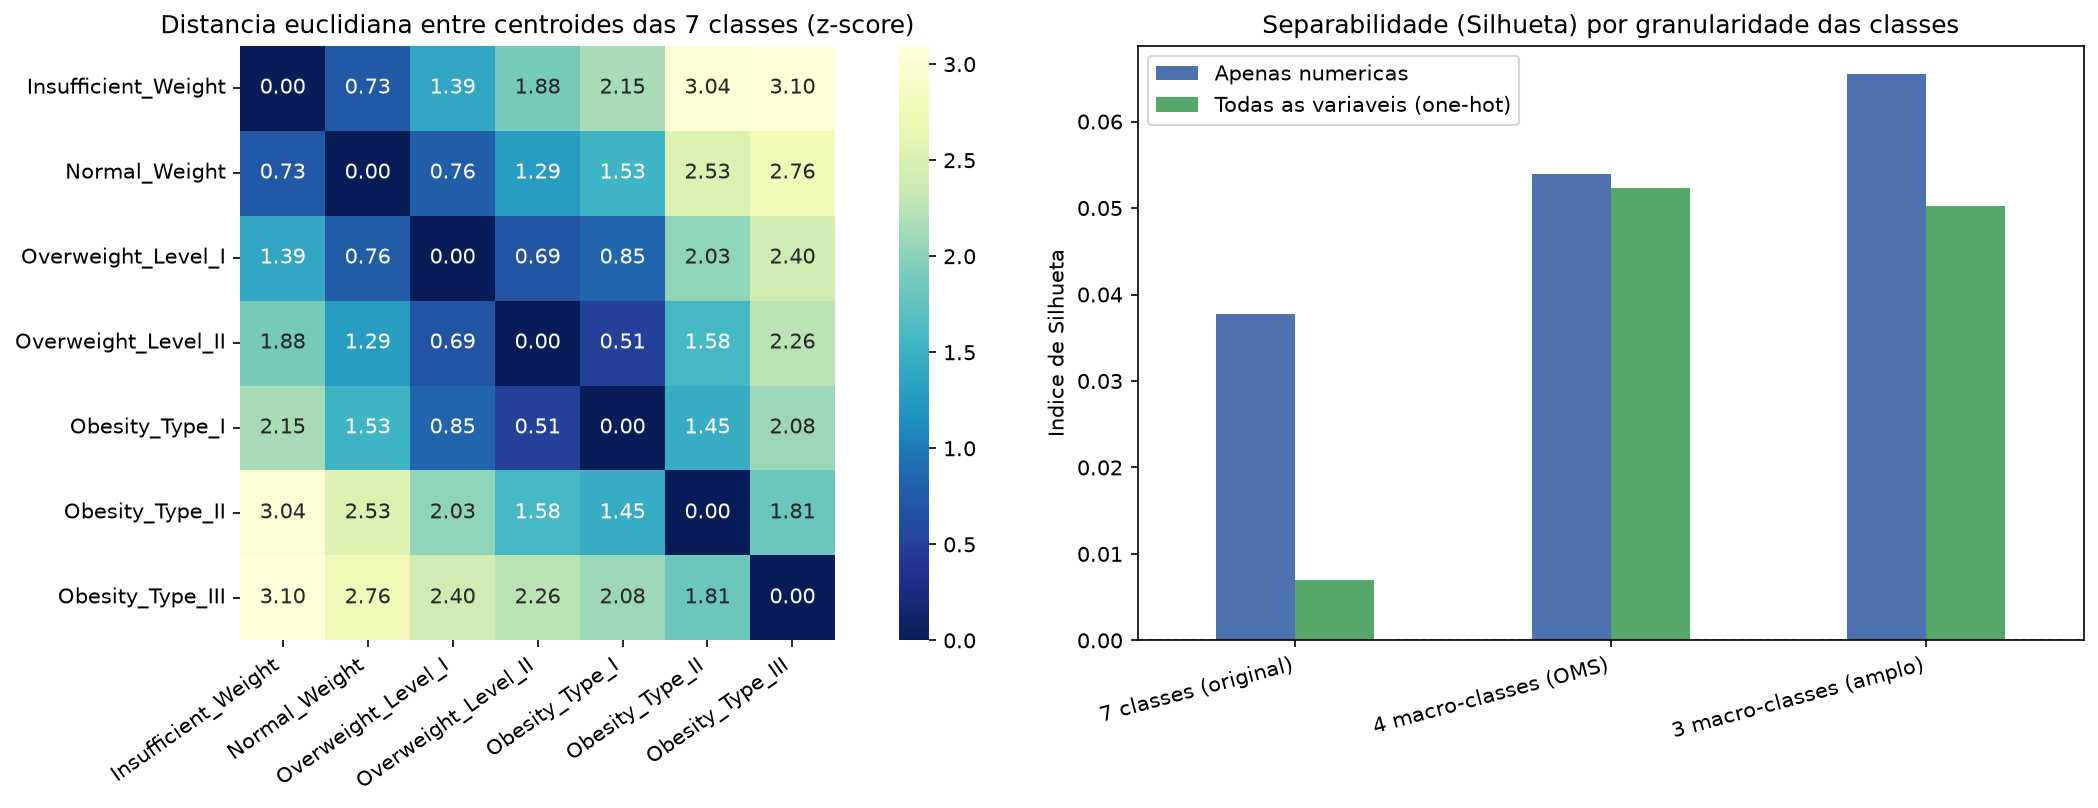 Distancia euclidiana entre centroides das 7 classes (z-score)
Insufficient_Weight 0.00 0.73 1.39 1.88 2.15 3.04 3.10
Normal_Weight 0.73 0.00 0.76 1.29 1.53 2.53 2.76
Overweight_Level_I 1.39 0.76 0.00 0.69 0.85 2.03 2.40
Overweight_Level_II 1.88 1.29 0.69 0.00 0.51 1.58 2.26
Obesity_Type_I 2.15 1.53 0.85 0.51 0.00 1.45 2.08
Obesity_Type_II 3.04 2.53 2.03 1.58 1.45 0.00 1.81
Obesity_Type_III 3.10 2.76 2.40 2.26 2.08 1.81 0.00
Insufficient_Weight
Normal_Weight
Overweight_Level_I
Overweight_Level_II
Obesity_Type_I
Obesity_Type_II
Obesity_Type_III
3.0
2.5
2.0
1.5
1.0
0.5
0.0
Separabilidade (Silhueta) por granularidade das classes
Apenas numericas
Todas as variaveis (one-hot)
Indice de Silhueta
0.06
0.05
0.04
0.03
0.02
0.01
0.00
7 classes (original)
4 macro-classes (OMS)
3 macro-classes (amplo)